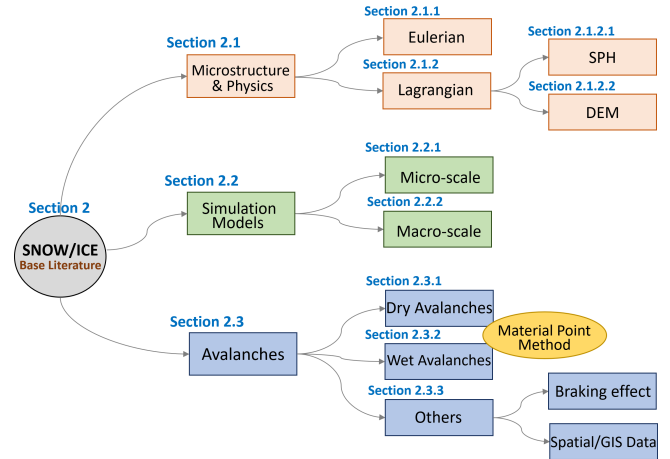 Section 2
SNOW/ICE
Base Literature
Section 2.1
Microstructure
& Physics
Section 2.1.1
Eulerian
Section 2.1.2
Lagrangian
Section 2.1.2.1
SPH
Section 2.1.2.2
DEM
Section 2.2
Simulation
Models
Section 2.2.1
Micro-scale
Section 2.2.2
Macro-scale
Section 2.3
Avalanches
Section 2.3.1
Dry Avalanches
Section 2.3.2
Wet Avalanches
Material Point
Method
Section 2.3.3
Others
Braking effect
Spatial/GIS Data